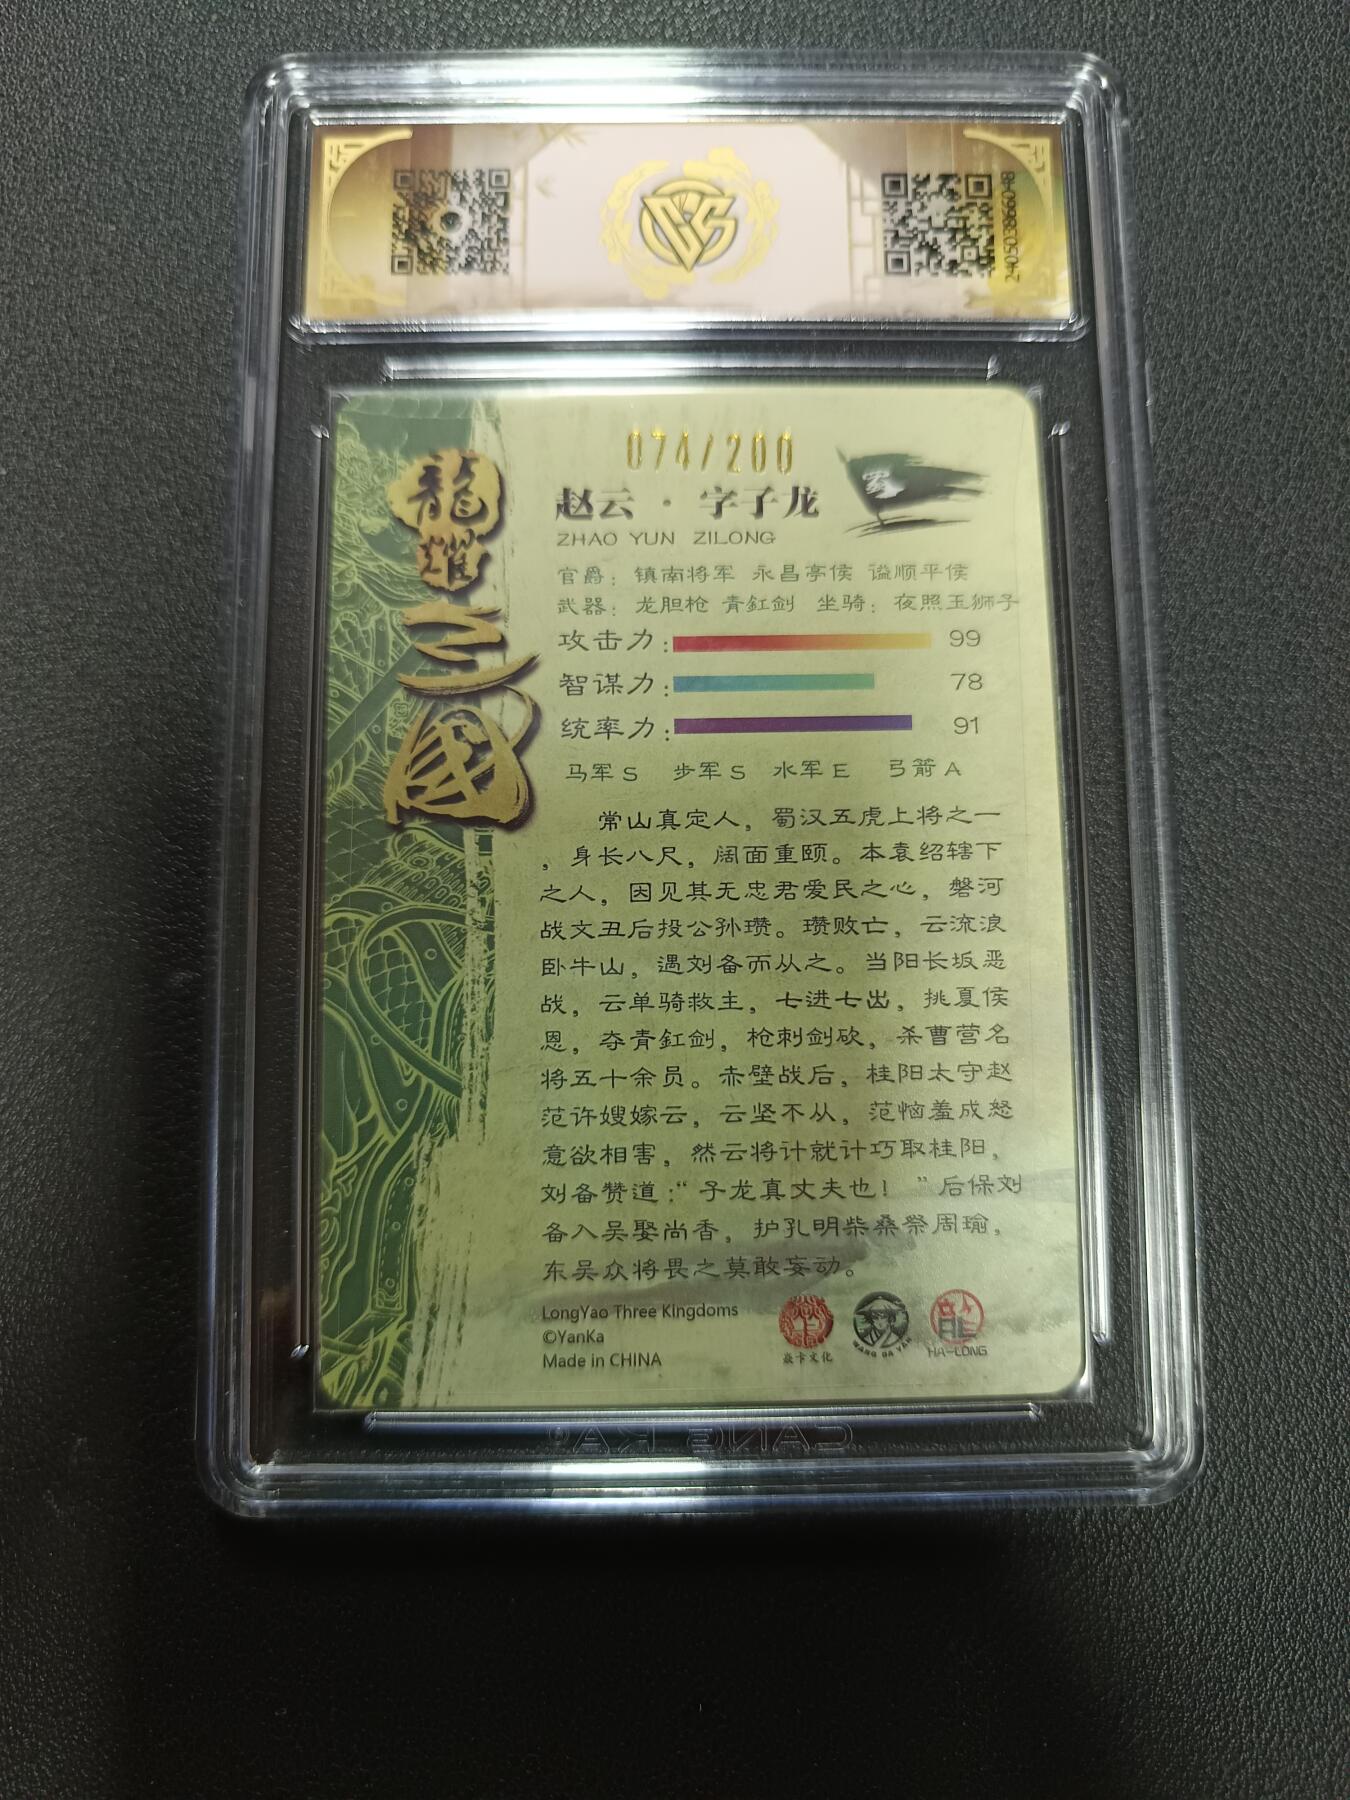 240503866048
074/200
龍耀三國
赵云·字子龙
蜀
ZHAO YUN ZILONG
官爵：镇南将军 永昌亭侯 谥顺平侯
武器：龙胆枪 青釭剑 坐骑：夜照玉狮子
攻击力：99
智谋力：78
统率力：91
马军S 步军S 水军E 弓箭A
常山真定人，蜀汉五虎上将之一
，身长八尺，阔面重颐。本袁绍辖下
之人，因见其无忠君爱民之心，磐河
战文丑后投公孙瓒。瓒败亡，云流浪
卧牛山，遇刘备而从之。当阳长坂恶
战，云单骑救主，七进七出，挑夏侯
恩，夺青釭剑，枪刺剑砍，杀曹营名
将五十余员。赤壁战后，桂阳太守赵
范许嫂嫁云，云坚不从，范恼羞成怒
意欲相害，然云将计就计巧取桂阳，
刘备赞道：“子龙真丈夫也！”后保刘
备入吴娶尚香，护孔明柴桑祭周瑜，
东吴众将畏之莫敢妄动。
LongYao Three Kingdoms
©YanKa
Made in CHINA
焱卡文化
WANG DA YAN
HA-LONG
CANG KA